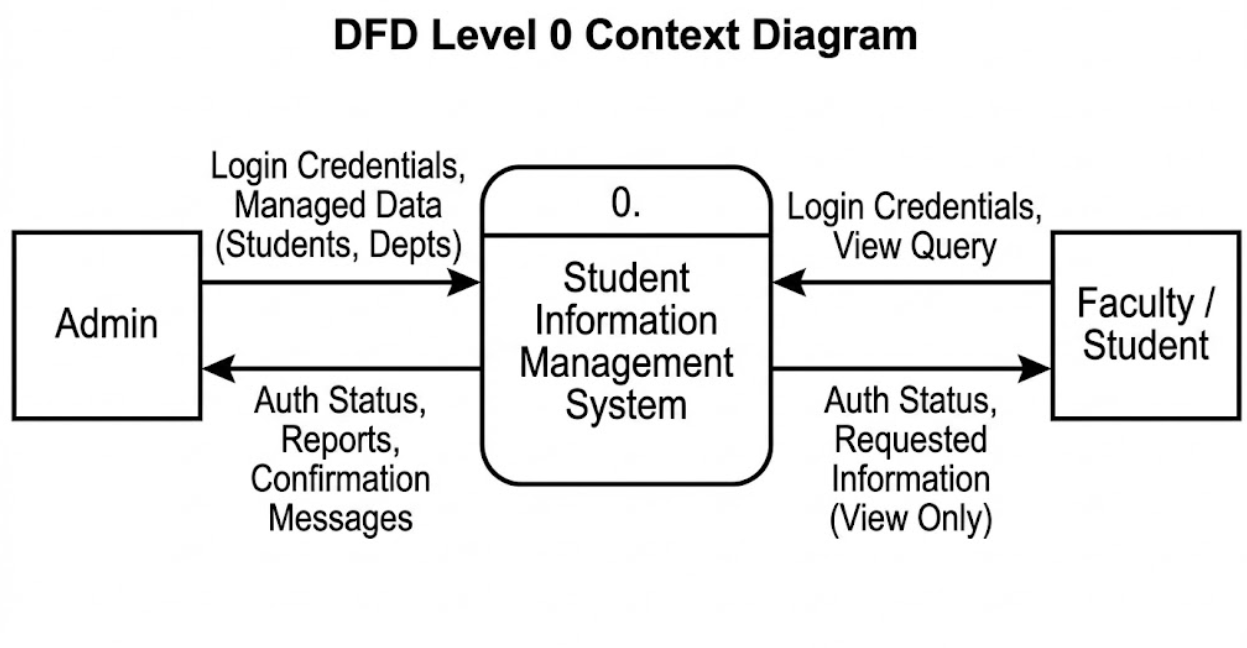 DFD Level 0 Context Diagram
Login Credentials,
Managed Data
(Students, Depts)
0.
Login Credentials,
View Query
Admin
Student
Information
Management
System
Faculty /
Student
Auth Status,
Reports,
Confirmation
Messages
Auth Status,
Requested
Information
(View Only)